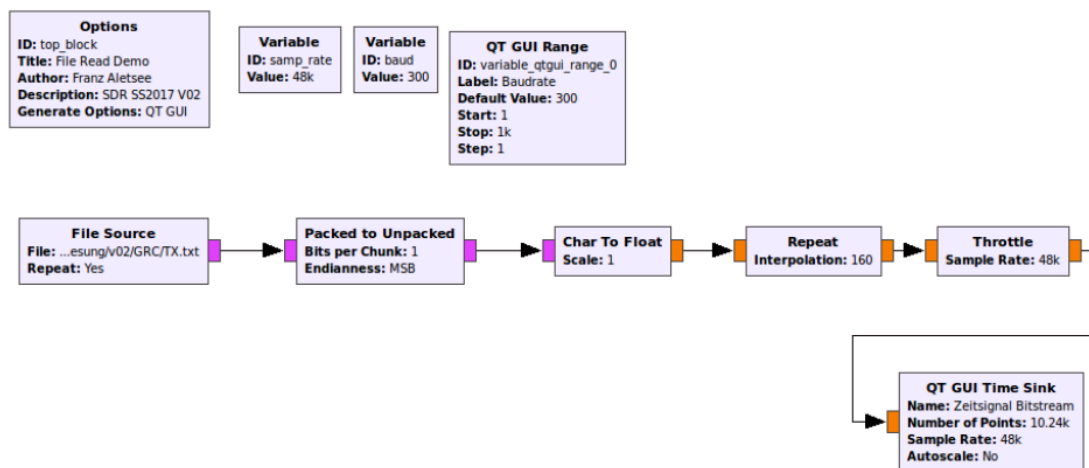 Options
ID: top_block
Title: File Read Demo
Author: Franz Aletsee
Description: SDR SS2017 V02
Generate Options: QT GUI
Variable
ID: samp_rate
Value: 48k
Variable
ID: baud
Value: 300
QT GUI Range
ID: variable_qtgui_range_0
Label: Baudrate
Default Value: 300
Start: 1
Stop: 1k
Step: 1
File Source
File: ...esung/v02/GRC/TX.txt
Repeat: Yes
Packed to Unpacked
Bits per Chunk: 1
Endianness: MSB
Char To Float
Scale: 1
Repeat
Interpolation: 160
Throttle
Sample Rate: 48k
QT GUI Time Sink
Name: Zeitsignal Bitstream
Number of Points: 10.24k
Sample Rate: 48k
Autoscale: No